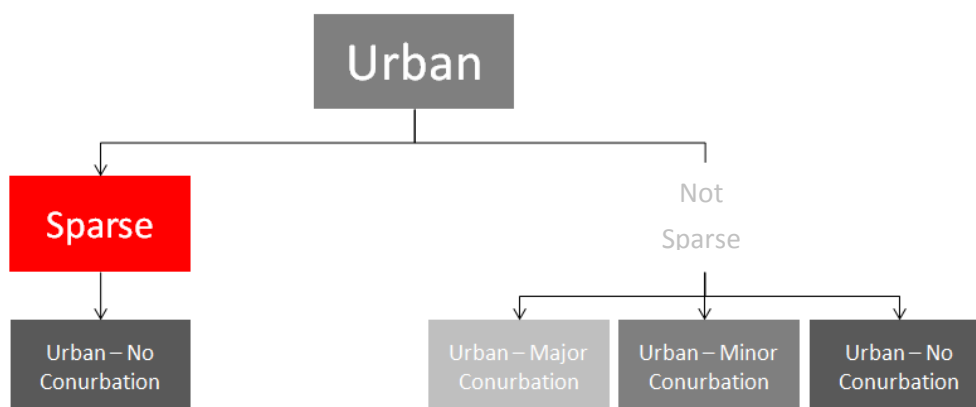 Urban
Sparse
Not
Sparse
Urban – No
Conurbation
Urban – Major
Conurbation
Urban – Minor
Conurbation
Urban – No
Conurbation